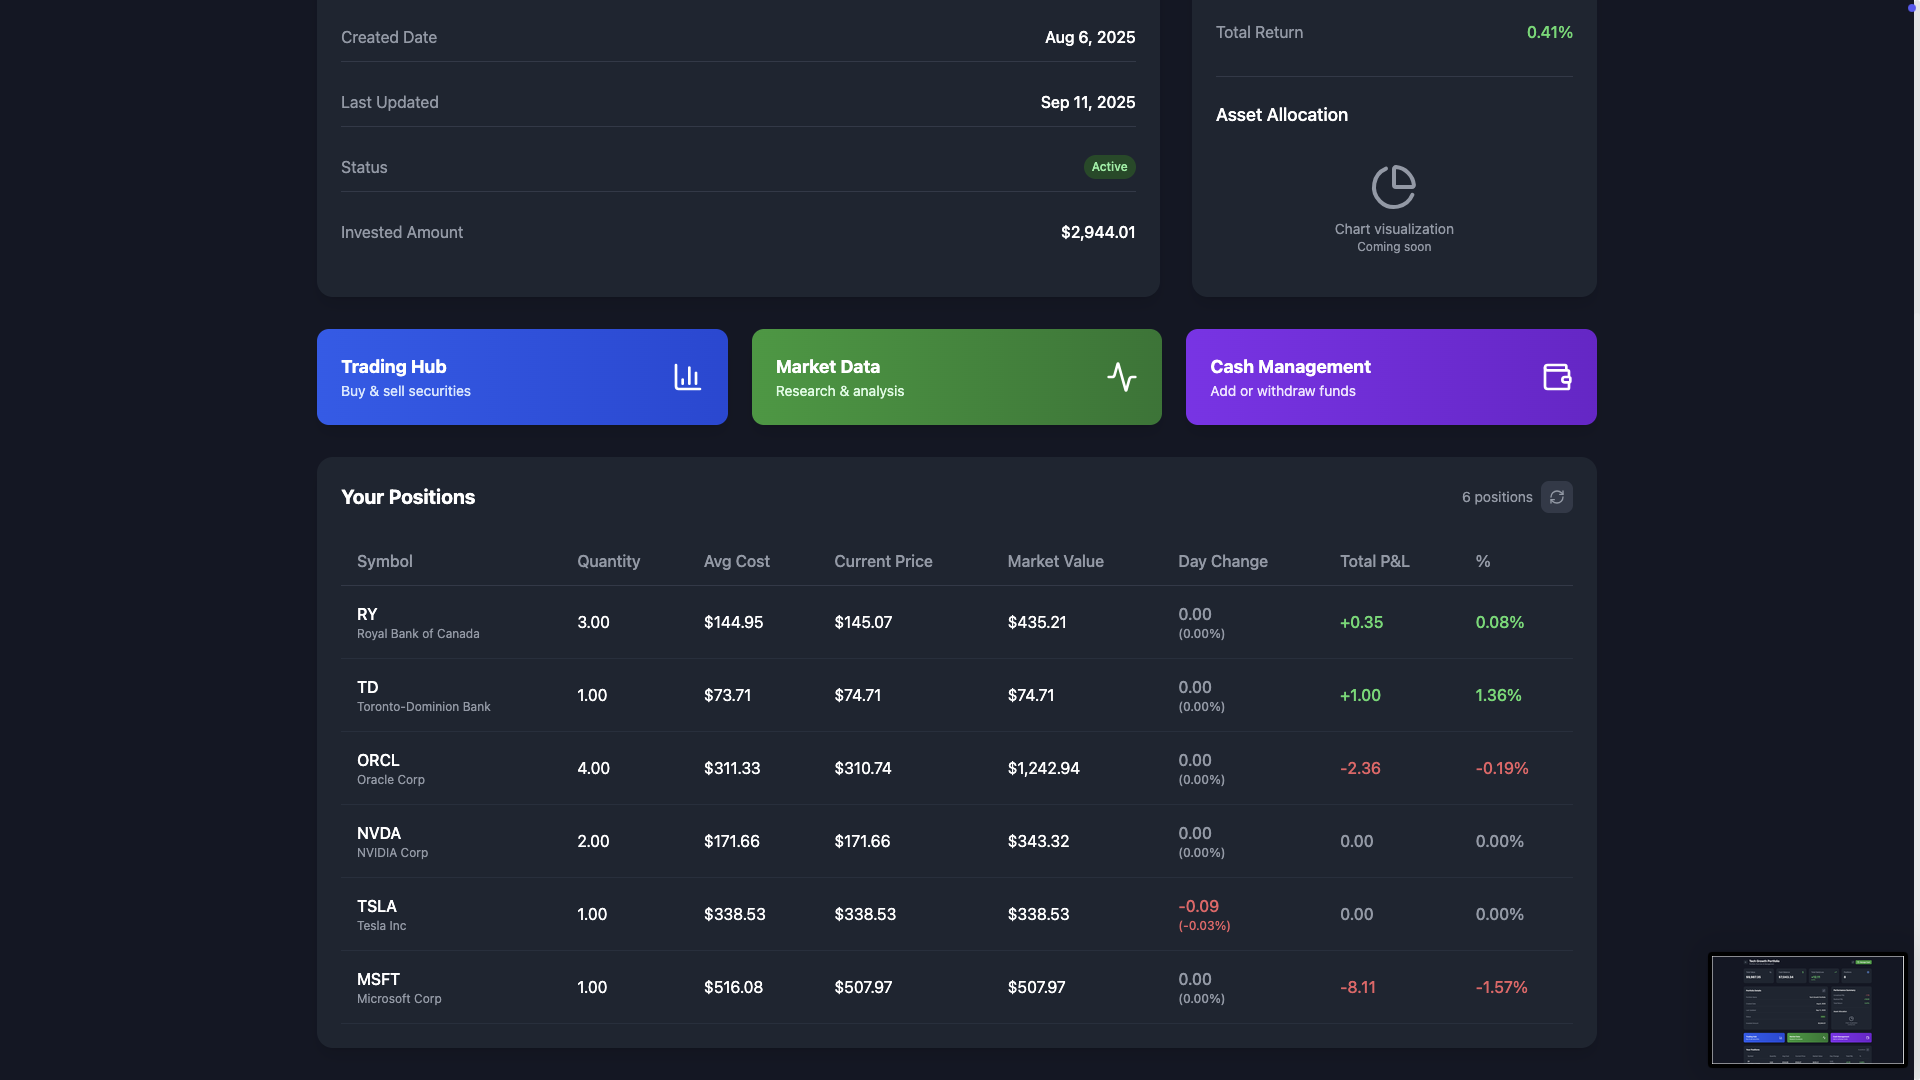 Created Date Aug 6, 2025
Last Updated Sep 11, 2025
Status Active
Invested Amount $2,944.01
Total Return 0.41%
Asset Allocation
Chart visualization
Coming soon
Trading Hub
Buy & sell securities
Market Data
Research & analysis
Cash Management
Add or withdraw funds
Your Positions 6 positions
Symbol Quantity Avg Cost Current Price Market Value Day Change Total P&L %
RY 3.00 $144.95 $145.07 $435.21 0.00 +0.35 0.08%
Royal Bank of Canada (0.00%)
TD 1.00 $73.71 $74.71 $74.71 0.00 +1.00 1.36%
Toronto-Dominion Bank (0.00%)
ORCL 4.00 $311.33 $310.74 $1,242.94 0.00 -2.36 -0.19%
Oracle Corp (0.00%)
NVDA 2.00 $171.66 $171.66 $343.32 0.00 0.00 0.00%
NVIDIA Corp (0.00%)
TSLA 1.00 $338.53 $338.53 $338.53 -0.09 0.00 0.00%
Tesla Inc (-0.03%)
MSFT 1.00 $516.08 $507.97 $507.97 0.00 -8.11 -1.57%
Microsoft Corp (0.00%)